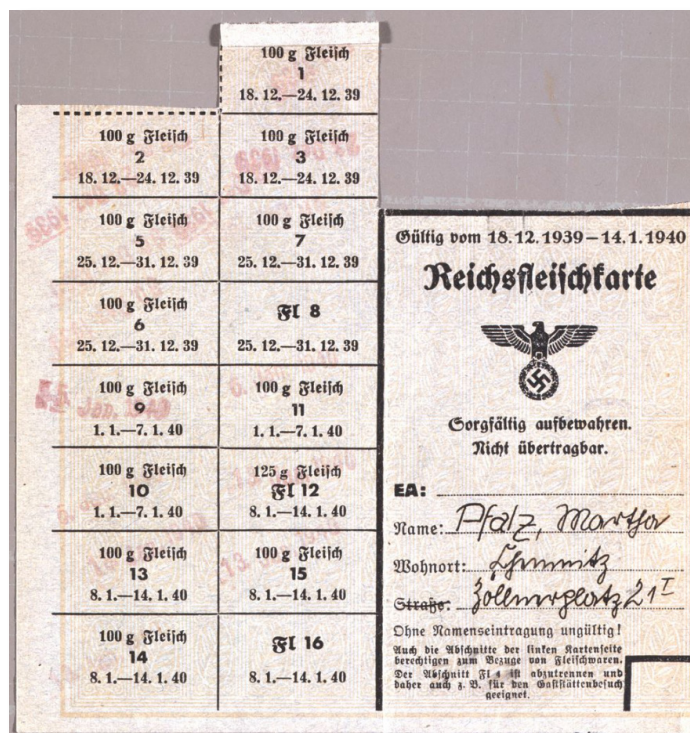 100 g Fleisch
1
18. 12.—24. 12. 39
100 g Fleisch
2
18. 12.—24. 12. 39
100 g Fleisch
3
18. 12.—24. 12. 39
100 g Fleisch
5
25. 12.—31. 12. 39
100 g Fleisch
7
25. 12.—31. 12. 39
100 g Fleisch
6
25. 12.—31. 12. 39
Fl 8
25. 12.—31. 12. 39
100 g Fleisch
9
1. 1.—7. 1. 40
100 g Fleisch
11
1. 1.—7. 1. 40
100 g Fleisch
10
1. 1.—7. 1. 40
125 g Fleisch
Fl 12
8. 1.—14. 1. 40
100 g Fleisch
13
8. 1.—14. 1. 40
100 g Fleisch
15
8. 1.—14. 1. 40
100 g Fleisch
14
8. 1.—14. 1. 40
Fl 16
8. 1.—14. 1. 40
Gültig vom 18.12.1939–14.1.1940
Reichsfleischkarte
Sorgfältig aufbewahren.
Nicht übertragbar.
EA:
Name: Pfalz, Martha
Wohnort: Chemnitz
Straße: Zöllnerplatz 21 I
Ohne Namenseintragung ungültig!
Auch die Abschnitte der linken Kartenseite
berechtigen zum Bezuge von Fleischwaren.
Der Abschnitt Fl 4 ist abzutrennen und
daher auch z. B. für den Gaststättenbesuch
geeignet.